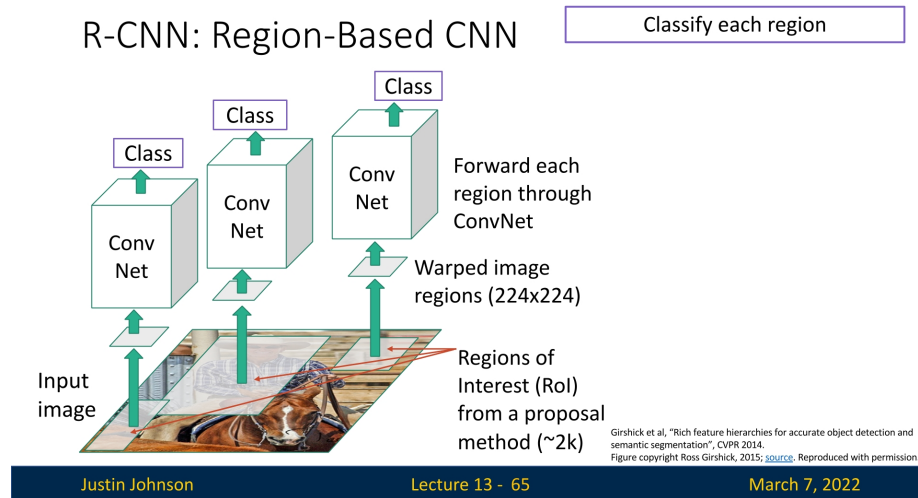 R-CNN: Region-Based CNN
Classify each region
Class
Class
Class
Conv
Net
Conv
Net
Conv
Net
Forward each
region through
ConvNet
Warped image
regions (224x224)
Input
image
Regions of
Interest (RoI)
from a proposal
method (~2k)
Girshick et al, “Rich feature hierarchies for accurate object detection and
semantic segmentation”, CVPR 2014.
Figure copyright Ross Girshick, 2015; source. Reproduced with permission.
Justin Johnson
Lecture 13 - 65
March 7, 2022